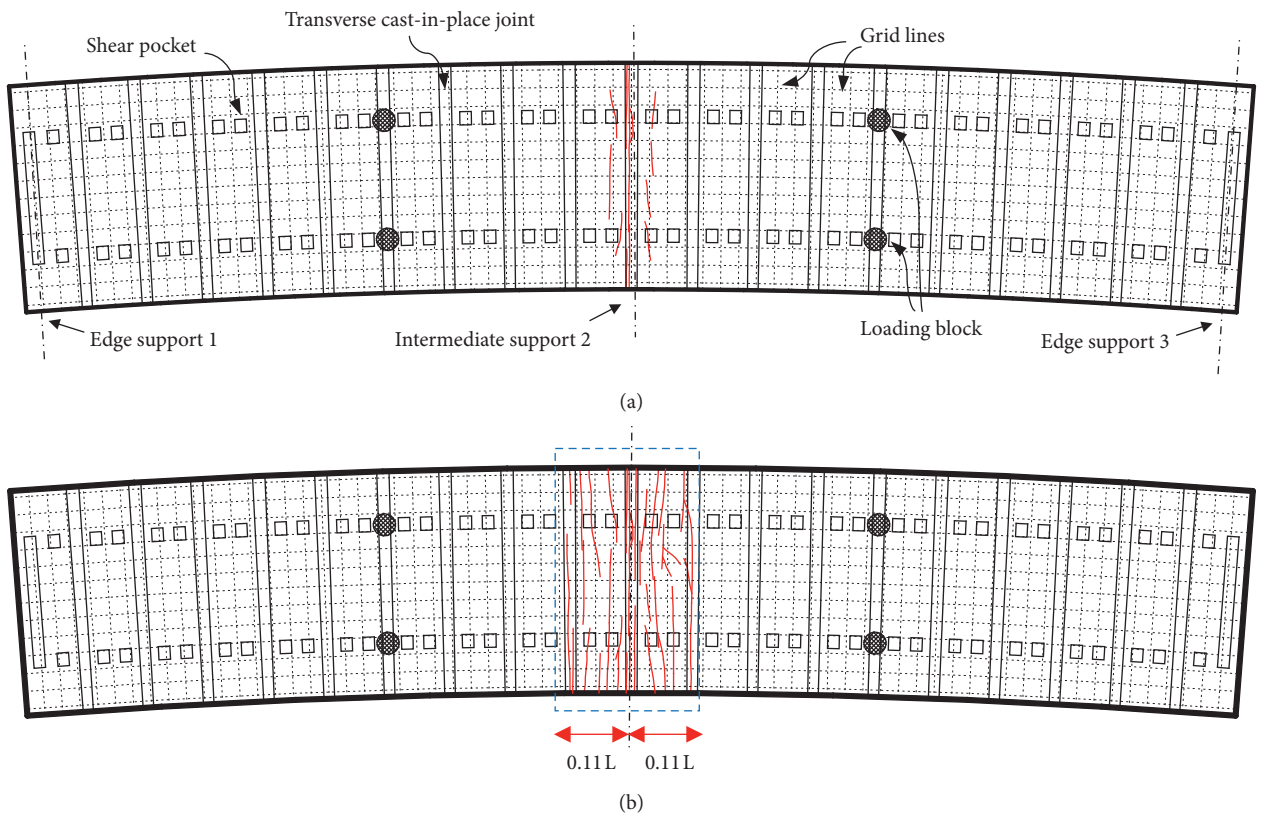 Transverse cast-in-place joint
Shear pocket
Grid lines
Edge support 1
Intermediate support 2
Loading block
Edge support 3
(a)
0.11 L
0.11 L
(b)